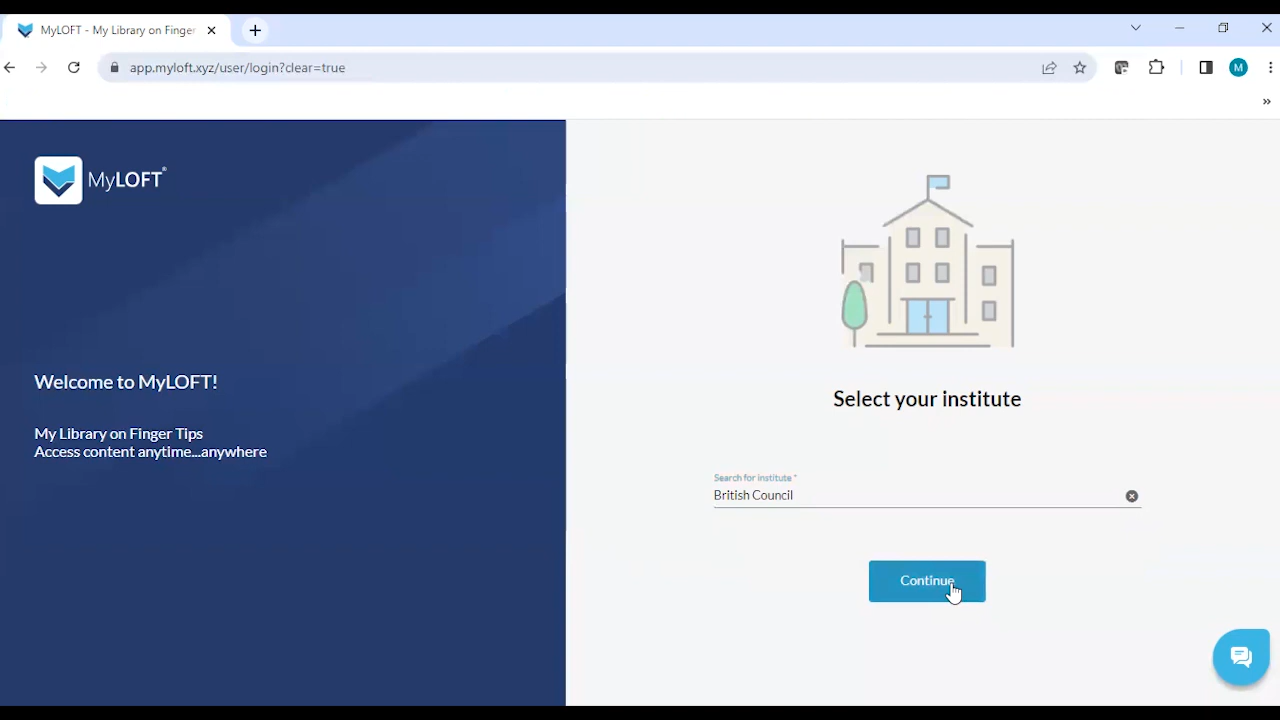 MyLOFT - My Library on Finger
app.myloft.xyz/user/login?clear=true
M
MyLOFT®
Welcome to MyLOFT!
My Library on Finger Tips
Access content anytime...anywhere
Select your institute
Search for institute *
British Council
Continue